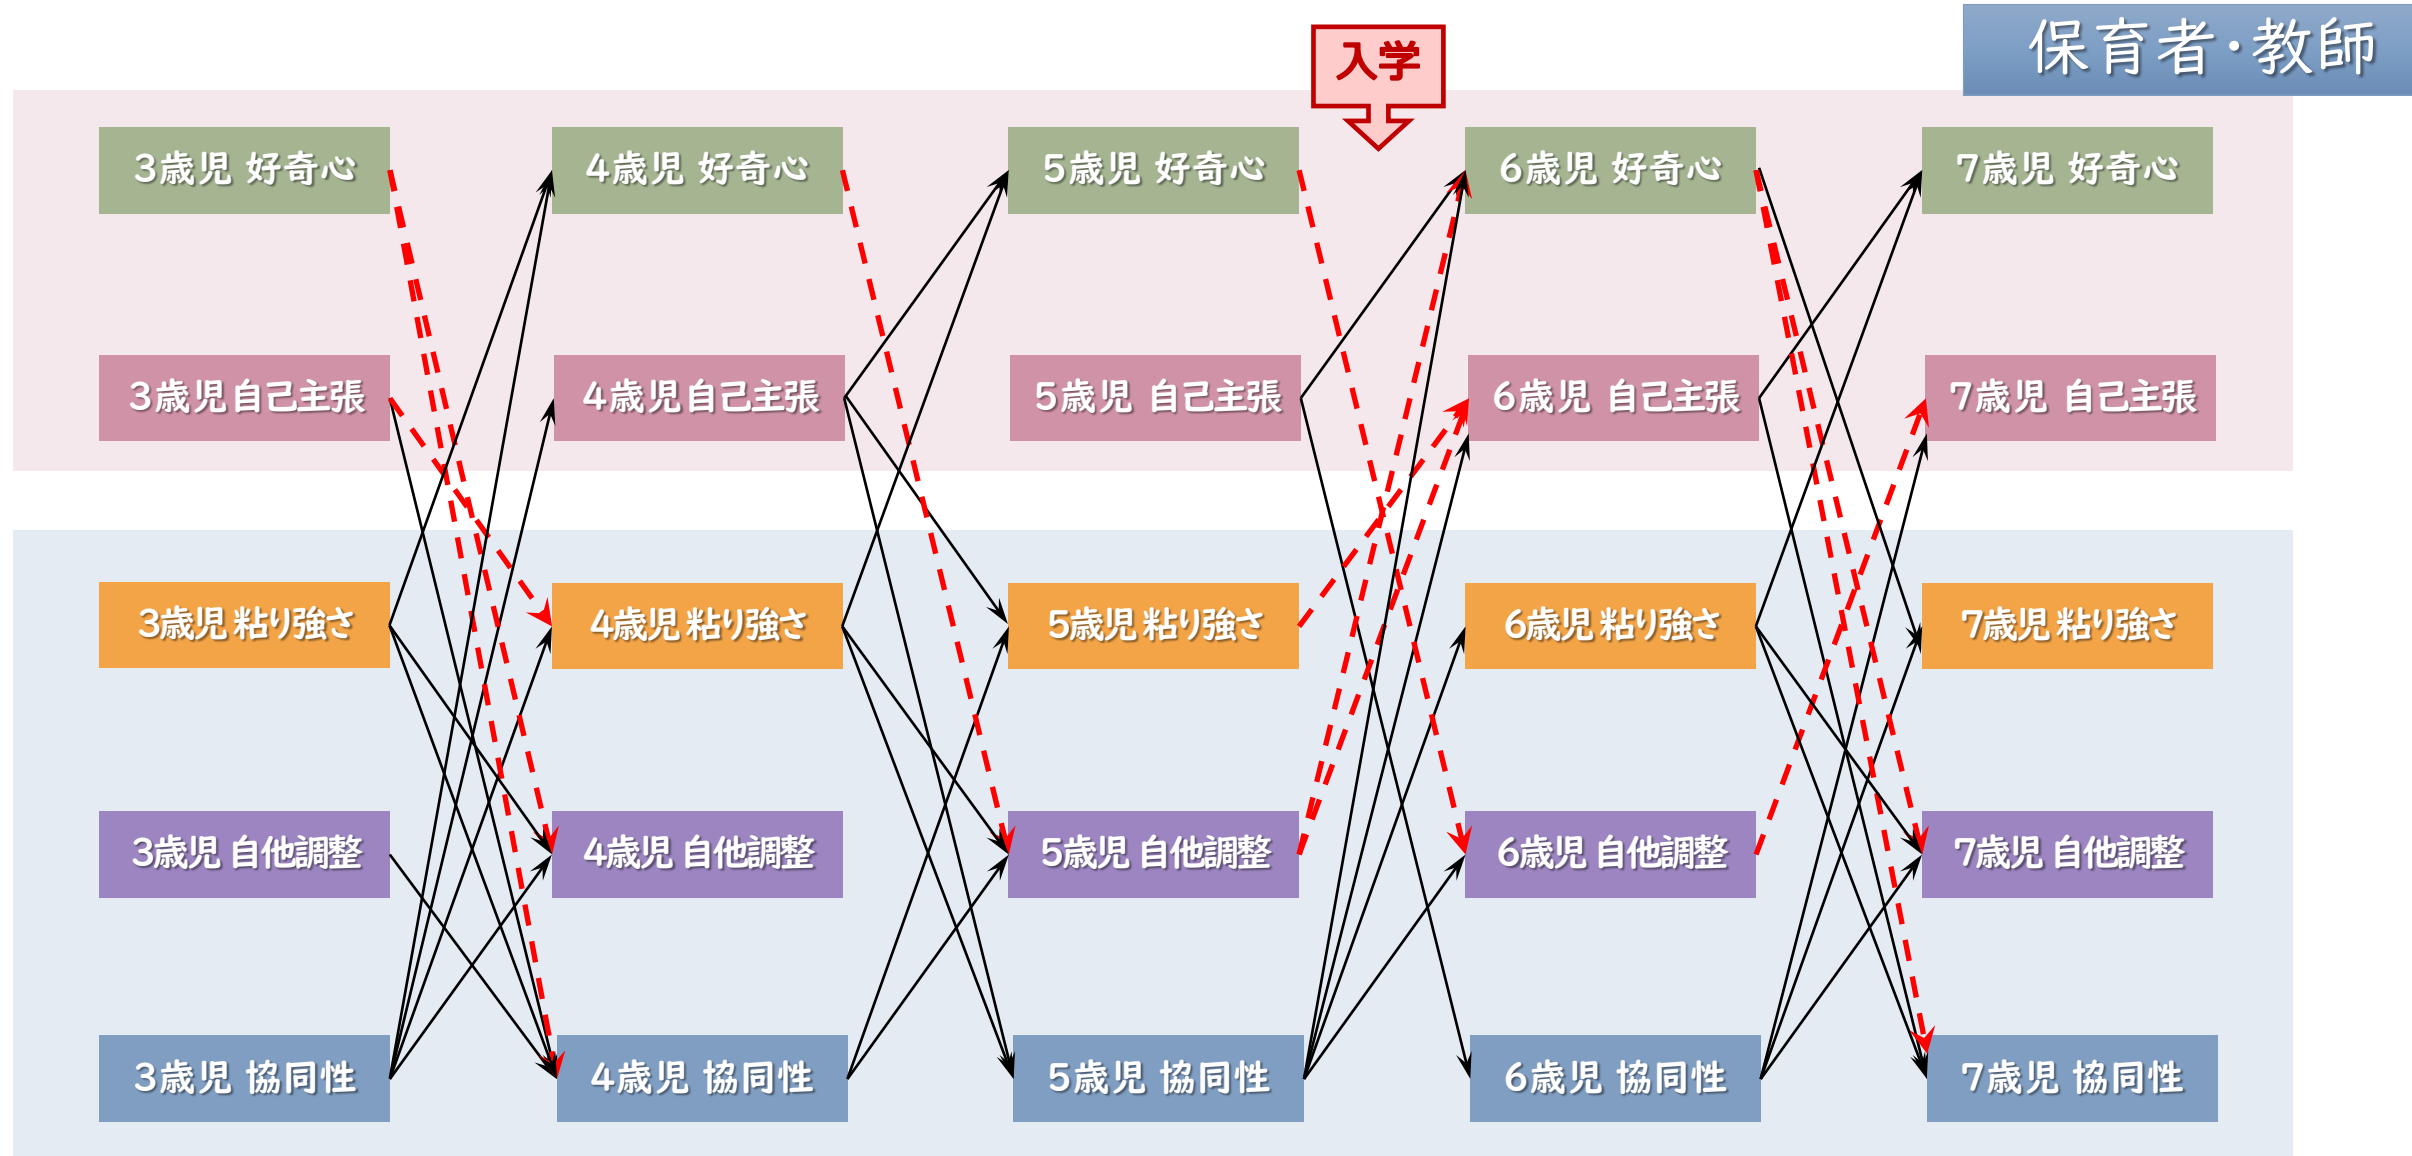 保育者・教師
入学
3歳児 好奇心
4歳児 好奇心
5歳児 好奇心
6歳児 好奇心
7歳児 好奇心
3歳児自己主張
4歳児自己主張
5歳児 自己主張
6歳児 自己主張
7歳児 自己主張
3歳児 粘り強さ
4歳児 粘り強さ
5歳児 粘り強さ
6歳児 粘り強さ
7歳児 粘り強さ
3歳児 自他調整
4歳児 自他調整
5歳児 自他調整
6歳児 自他調整
7歳児 自他調整
3歳児 協同性
4歳児 協同性
5歳児 協同性
6歳児 協同性
7歳児 協同性